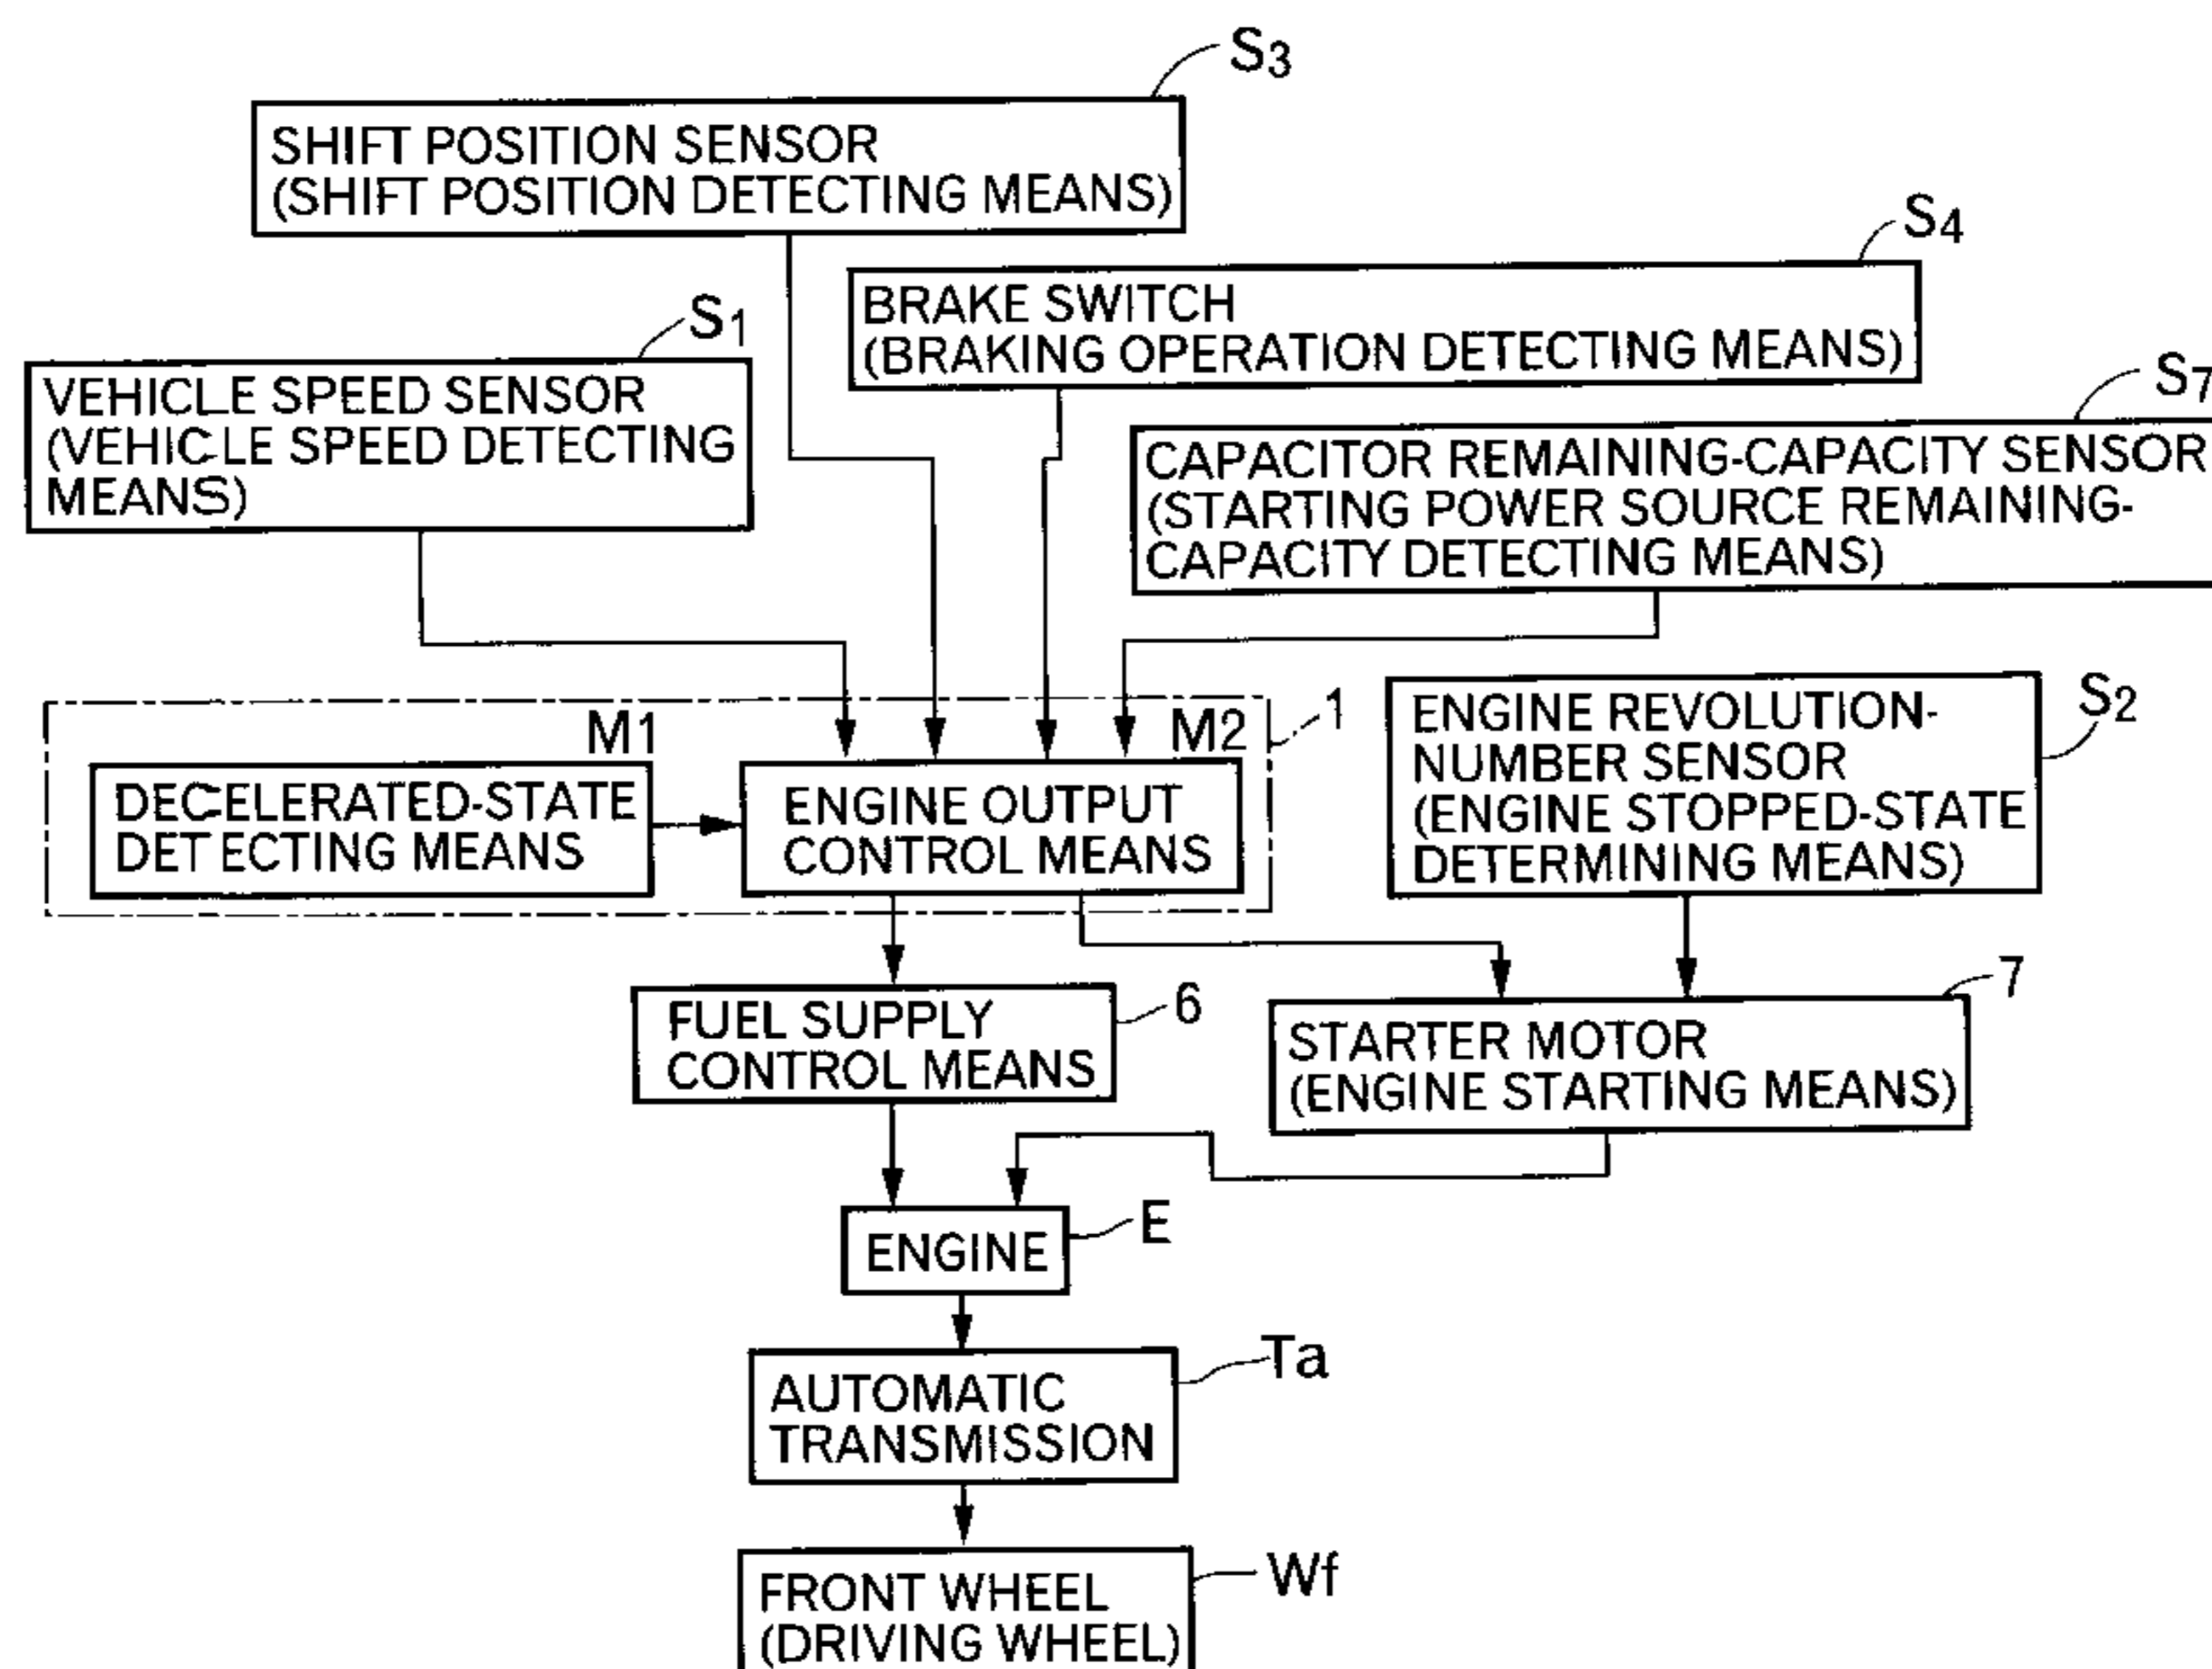 S3
SHIFT POSITION SENSOR
(SHIFT POSITION DETECTING MEANS)
S4
BRAKE SWITCH
(BRAKING OPERATION DETECTING MEANS)
S1
VEHICLE SPEED SENSOR
(VEHICLE SPEED DETECTING
MEANS)
S7
CAPACITOR REMAINING-CAPACITY SENSOR
(STARTING POWER SOURCE REMAINING-
CAPACITY DETECTING MEANS)
1
M1
DECELERATED-STATE
DETECTING MEANS
M2
ENGINE OUTPUT
CONTROL MEANS
S2
ENGINE REVOLUTION-
NUMBER SENSOR
(ENGINE STOPPED-STATE
DETERMINING MEANS)
6
FUEL SUPPLY
CONTROL MEANS
7
STARTER MOTOR
(ENGINE STARTING MEANS)
E
ENGINE
Ta
AUTOMATIC
TRANSMISSION
Wf
FRONT WHEEL
(DRIVING WHEEL)